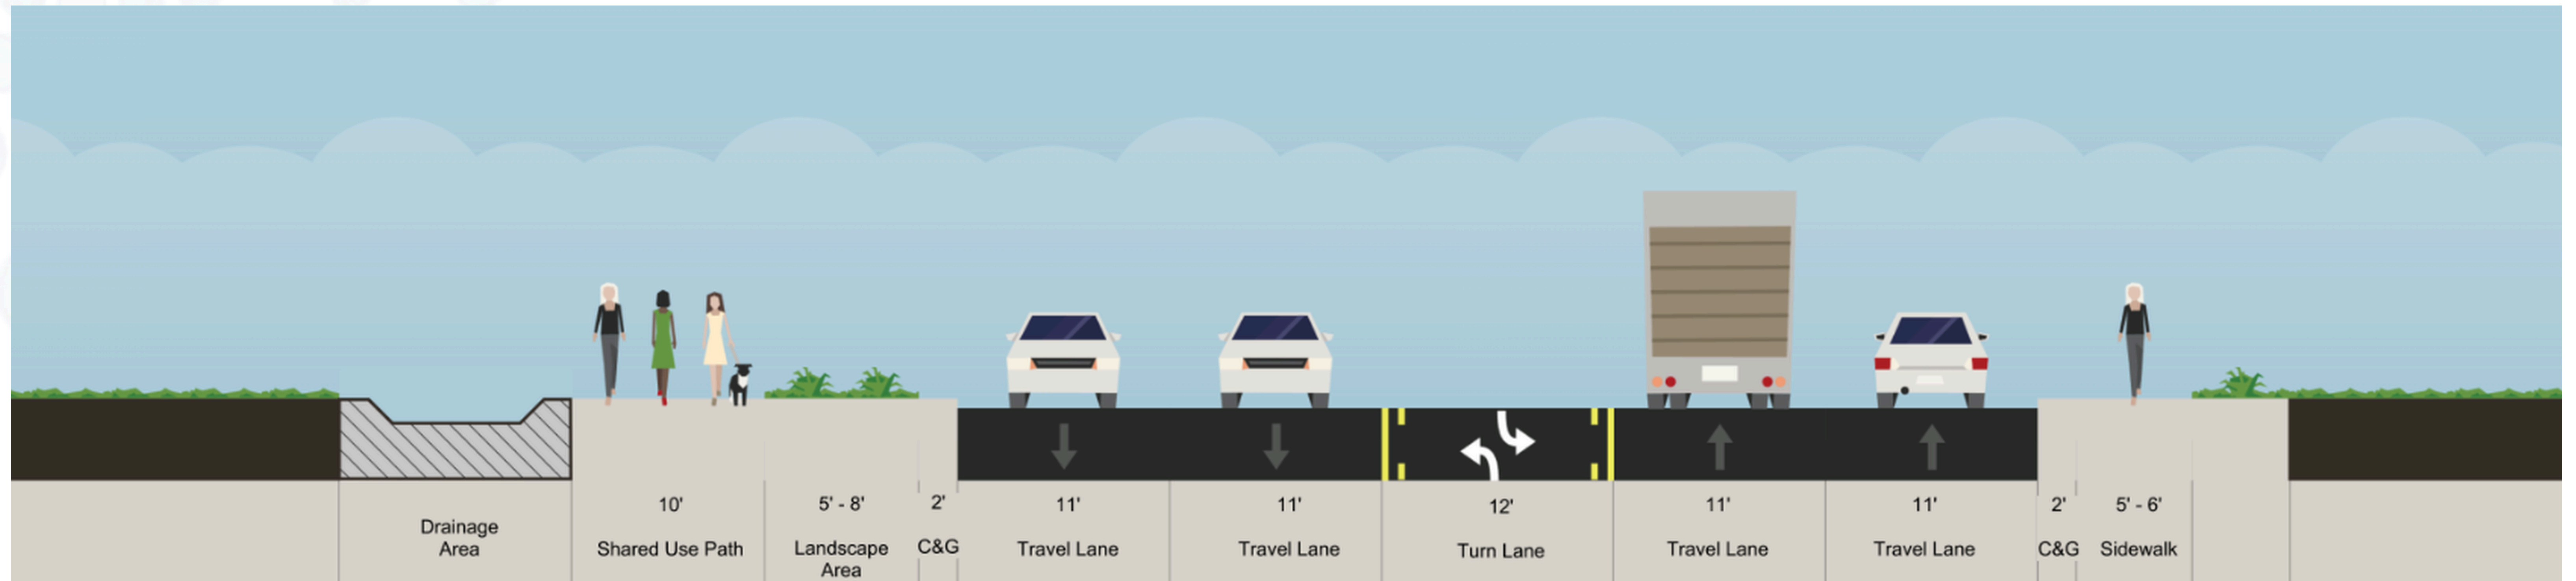 Drainage
Area
10'
Shared Use Path
5' - 8'
Landscape
Area
2'
C&G
11'
Travel Lane
11'
Travel Lane
12'
Turn Lane
11'
Travel Lane
11'
Travel Lane
2'
C&G
5' - 6'
Sidewalk